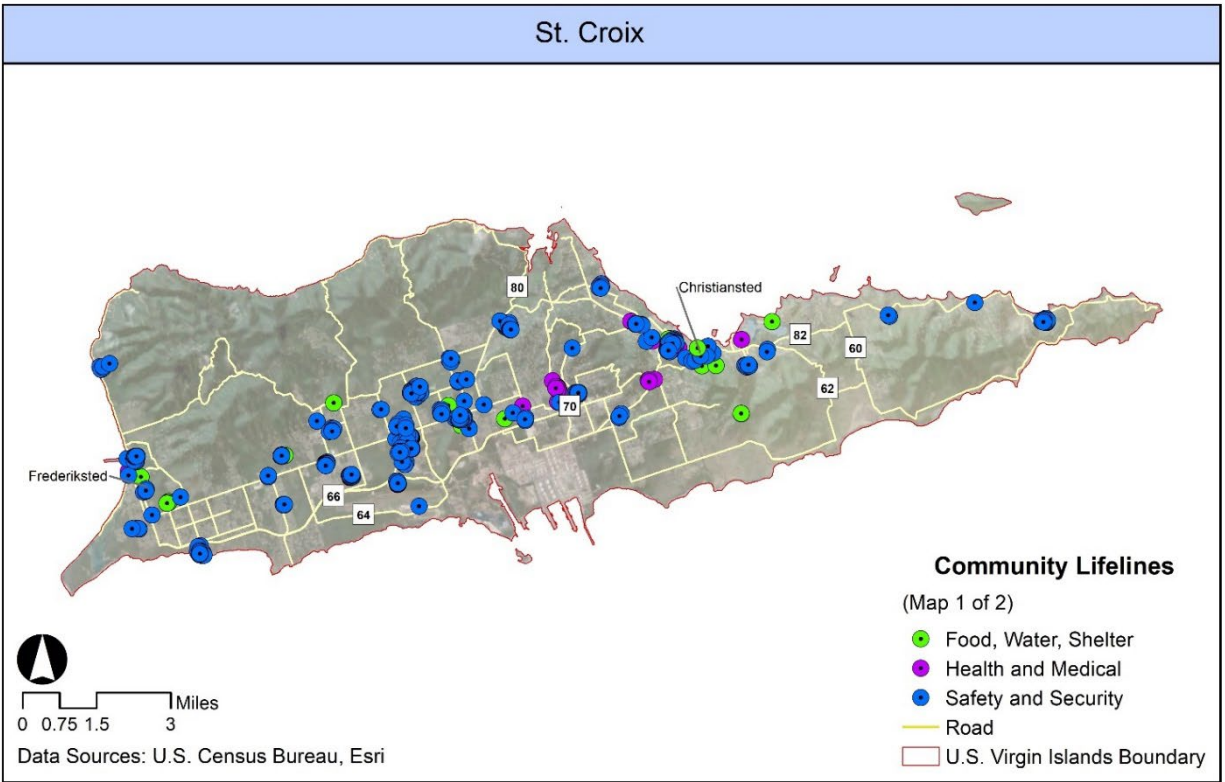 St. Croix
80
Christiansted
82
60
62
70
Frederiksted
66
64
Community Lifelines
(Map 1 of 2)
Food, Water, Shelter
Health and Medical
Safety and Security
Road
U.S. Virgin Islands Boundary
Miles
0 0.75 1.5 3
Data Sources: U.S. Census Bureau, Esri